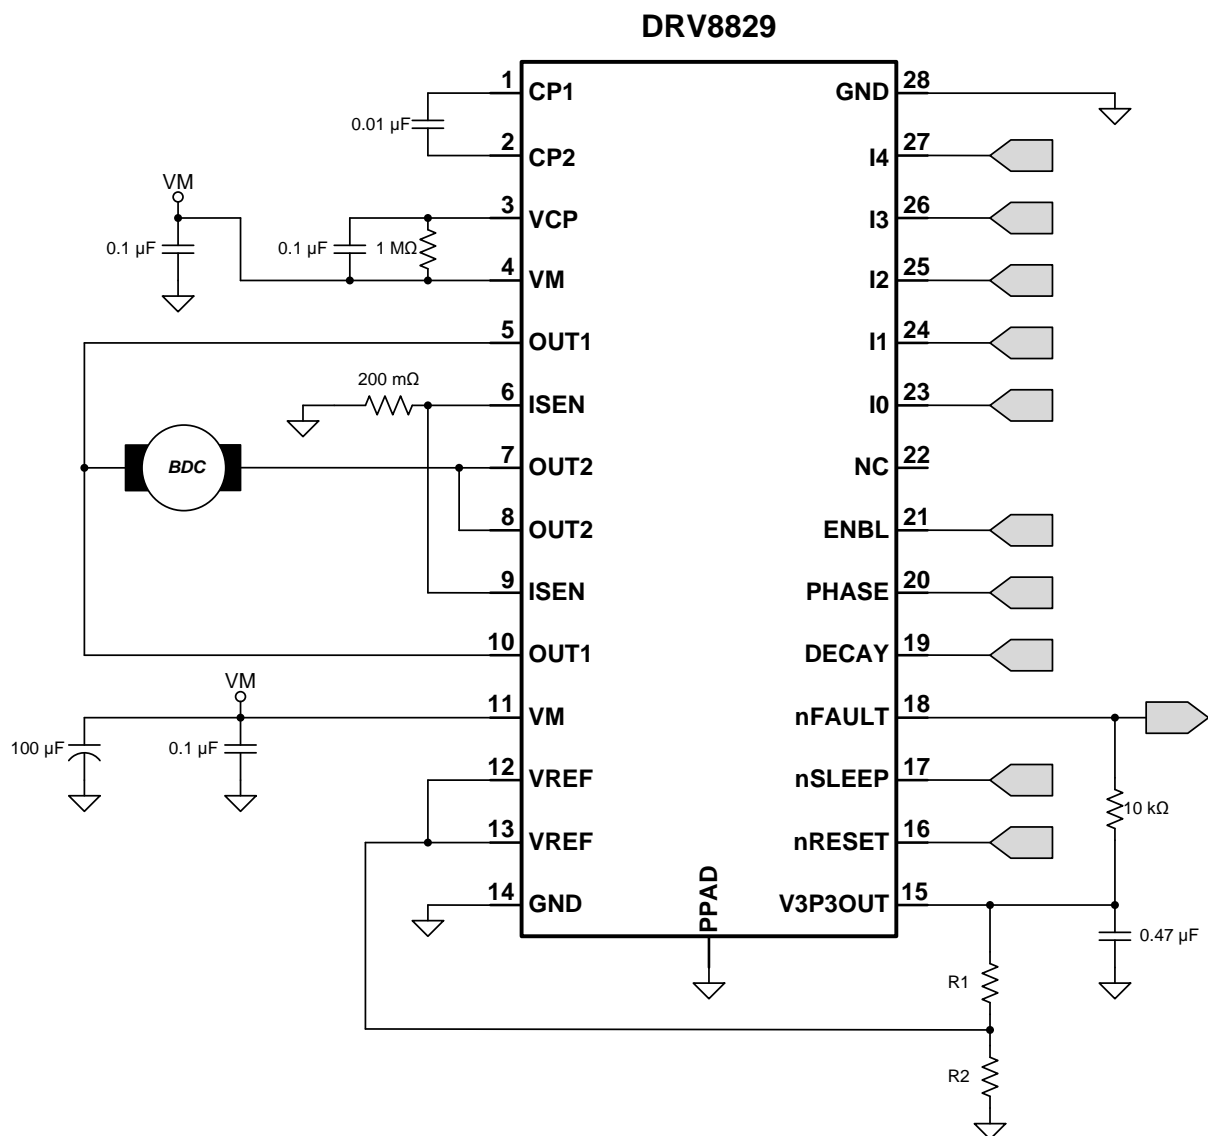 DRV8829
1 CP1
GND 28
0.01 µF
2 CP2
I4 27
VM
3 VCP
I3 26
0.1 µF
0.1 µF
1 MΩ
4 VM
I2 25
5 OUT1
I1 24
200 mΩ
6 ISEN
I0 23
BDC
7 OUT2
NC 22
8 OUT2
ENBL 21
9 ISEN
PHASE 20
10 OUT1
DECAY 19
VM
11 VM
nFAULT 18
100 µF
0.1 µF
12 VREF
nSLEEP 17
10 kΩ
13 VREF
nRESET 16
14 GND
PPAD
V3P3OUT 15
0.47 µF
R1
R2